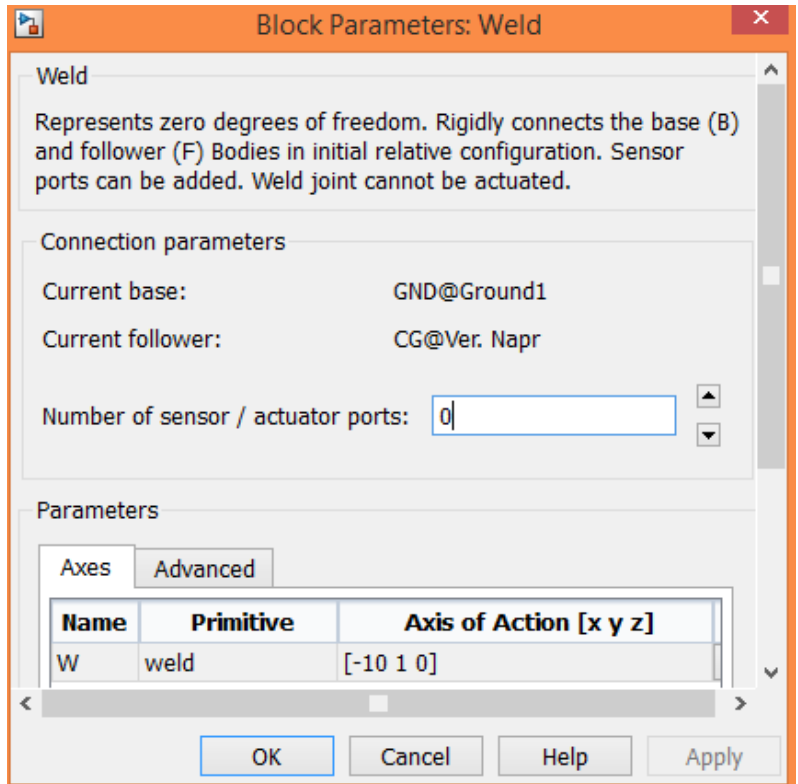 Block Parameters: Weld
Weld
Represents zero degrees of freedom. Rigidly connects the base (B)
and follower (F) Bodies in initial relative configuration. Sensor
ports can be added. Weld joint cannot be actuated.
Connection parameters
Current base: GND@Ground1
Current follower: CG@Ver. Napr
Number of sensor / actuator ports: 0
Parameters
Axes Advanced
Name Primitive Axis of Action [x y z]
W weld [-10 1 0]
OK Cancel Help Apply